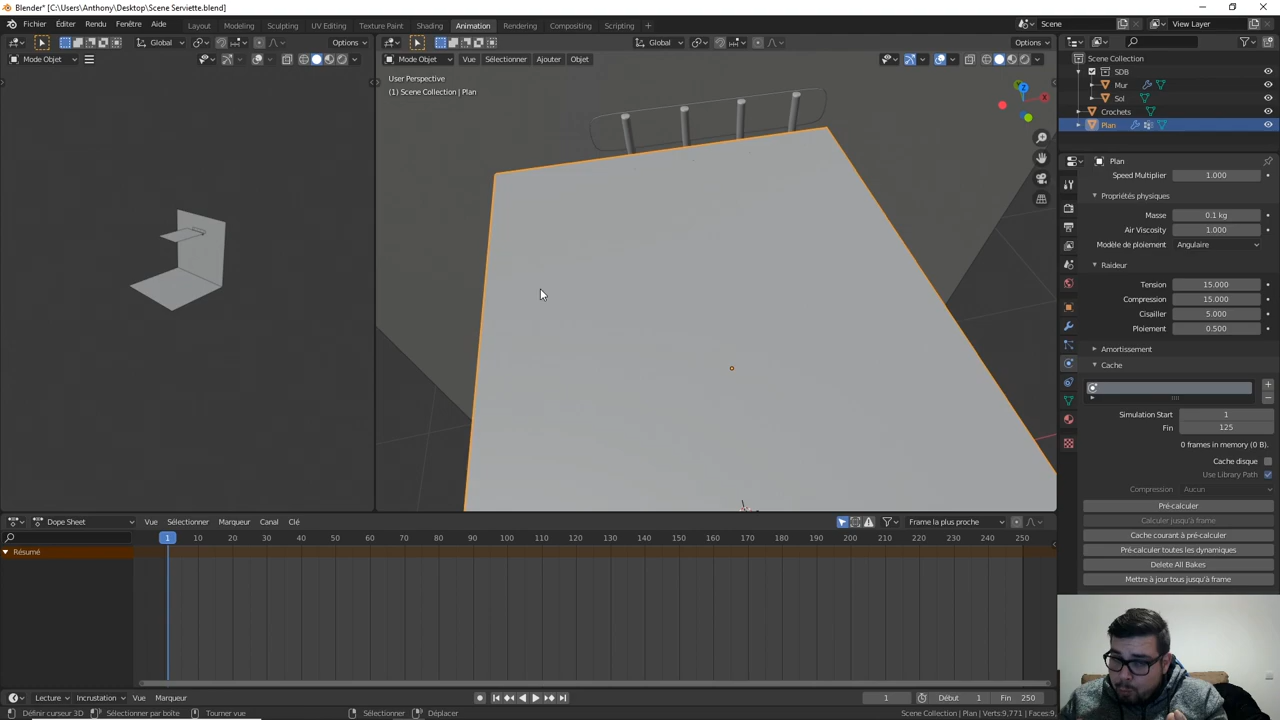 Blender* [C:\Users\Anthony\Desktop\Scene Serviette.blend]
Fichier Éditer Rendu Fenêtre Aide Layout Modeling Sculpting UV Editing Texture Paint Shading Animation Rendering Compositing Scripting + Scene View Layer
Global Options Global Options
Mode Objet Mode Objet Vue Sélectionner Ajouter Objet
User Perspective
(1) Scene Collection | Plan
Scene Collection
SDB
Mur
Sol
Crochets
Plan
Plan
Speed Multiplier 1.000
Propriétés physiques
Masse 0.1 kg
Air Viscosity 1.000
Modèle de ploiement Angulaire
Raideur
Tension 15.000
Compression 15.000
Cisailler 5.000
Ploiement 0.500
Amortissement
Cache
Simulation Start 1
Fin 125
0 frames in memory (0 B).
Cache disque
Use Library Path
Compression Aucun
Pré-calculer
Calculer jusqu'à frame
Cache courant à pré-calculer
Pré-calculer toutes les dynamiques
Delete All Bakes
Mettre à jour tous jusqu'à frame
Dope Sheet Vue Sélectionner Marqueur Canal Clé Frame la plus proche
1 10 20 30 40 50 60 70 80 90 100 110 120 130 140 150 160 170 180 190 200 210 220 230 240 250
Résumé
Lecture Incrustation Vue Marqueur 1 Début 1 Fin 250
Définir curseur 3D Sélectionner par boîte Tourner vue Sélectionner Déplacer Scene Collection | Plan | Verts:9,771 | Faces:9,